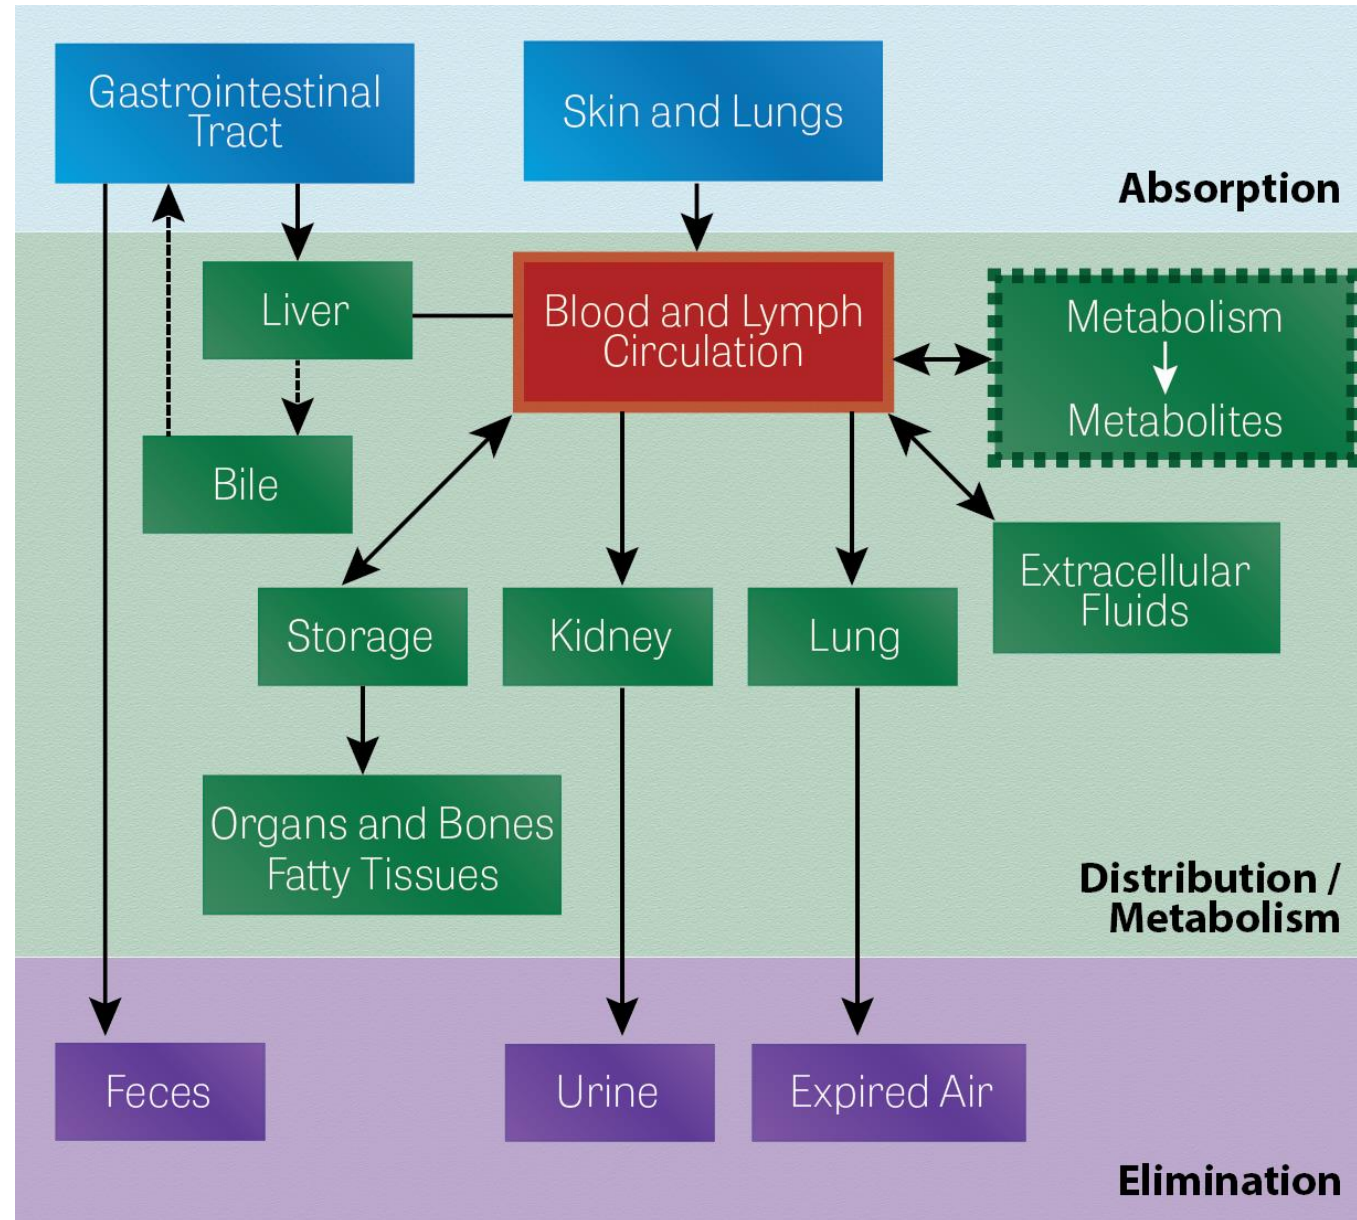 Gastrointestinal
Tract
Skin and Lungs
Absorption
Liver
Blood and Lymph
Circulation
Metabolism
Metabolites
Bile
Extracellular
Fluids
Storage
Kidney
Lung
Organs and Bones
Fatty Tissues
Distribution /
Metabolism
Feces
Urine
Expired Air
Elimination